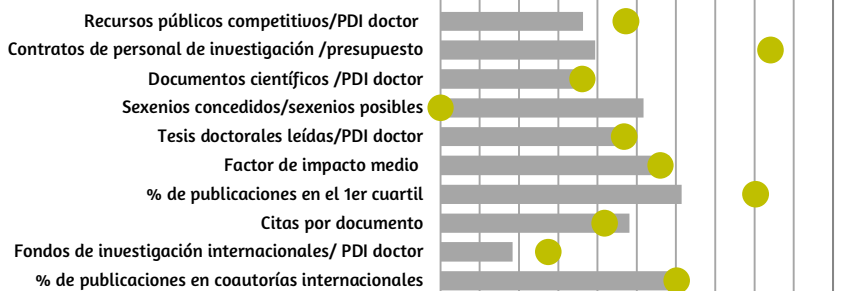 Recursos públicos competitivos/PDI doctor
Contratos de personal de investigación /presupuesto
Documentos científicos /PDI doctor
Sexenios concedidos/sexenios posibles
Tesis doctorales leídas/PDI doctor
Factor de impacto medio
% de publicaciones en el 1er cuartil
Citas por documento
Fondos de investigación internacionales/ PDI doctor
% de publicaciones en coautorías internacionales